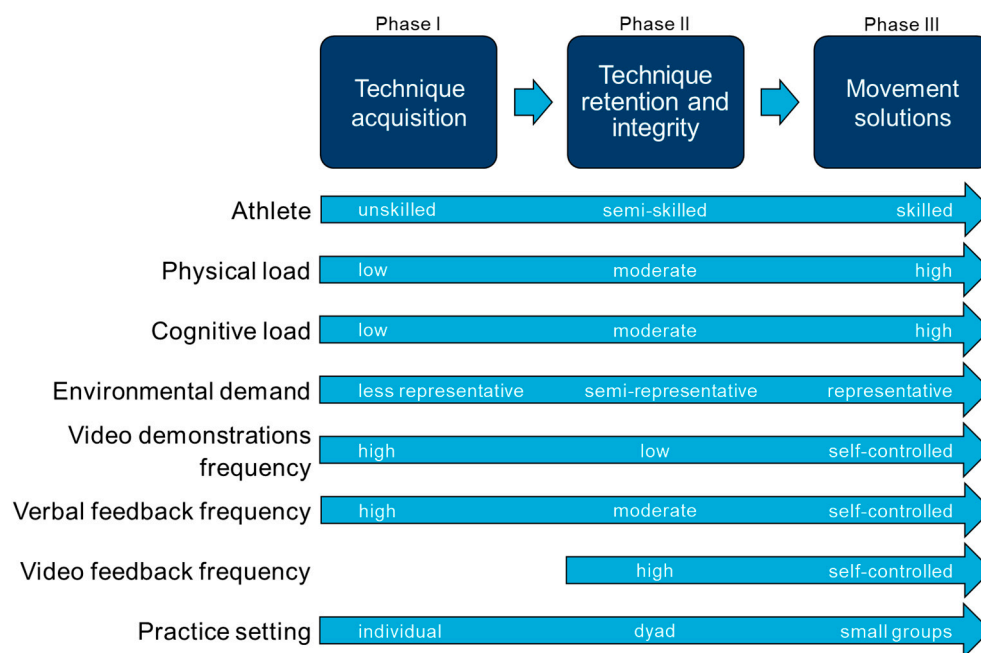 Phase I
Phase II
Phase III
Technique
acquisition
Technique
retention and
integrity
Movement
solutions
Athlete
unskilled
semi-skilled
skilled
Physical load
low
moderate
high
Cognitive load
low
moderate
high
Environmental demand
less representative
semi-representative
representative
Video demonstrations
frequency
high
low
self-controlled
Verbal feedback frequency
high
moderate
self-controlled
Video feedback frequency
high
self-controlled
Practice setting
individual
dyad
small groups